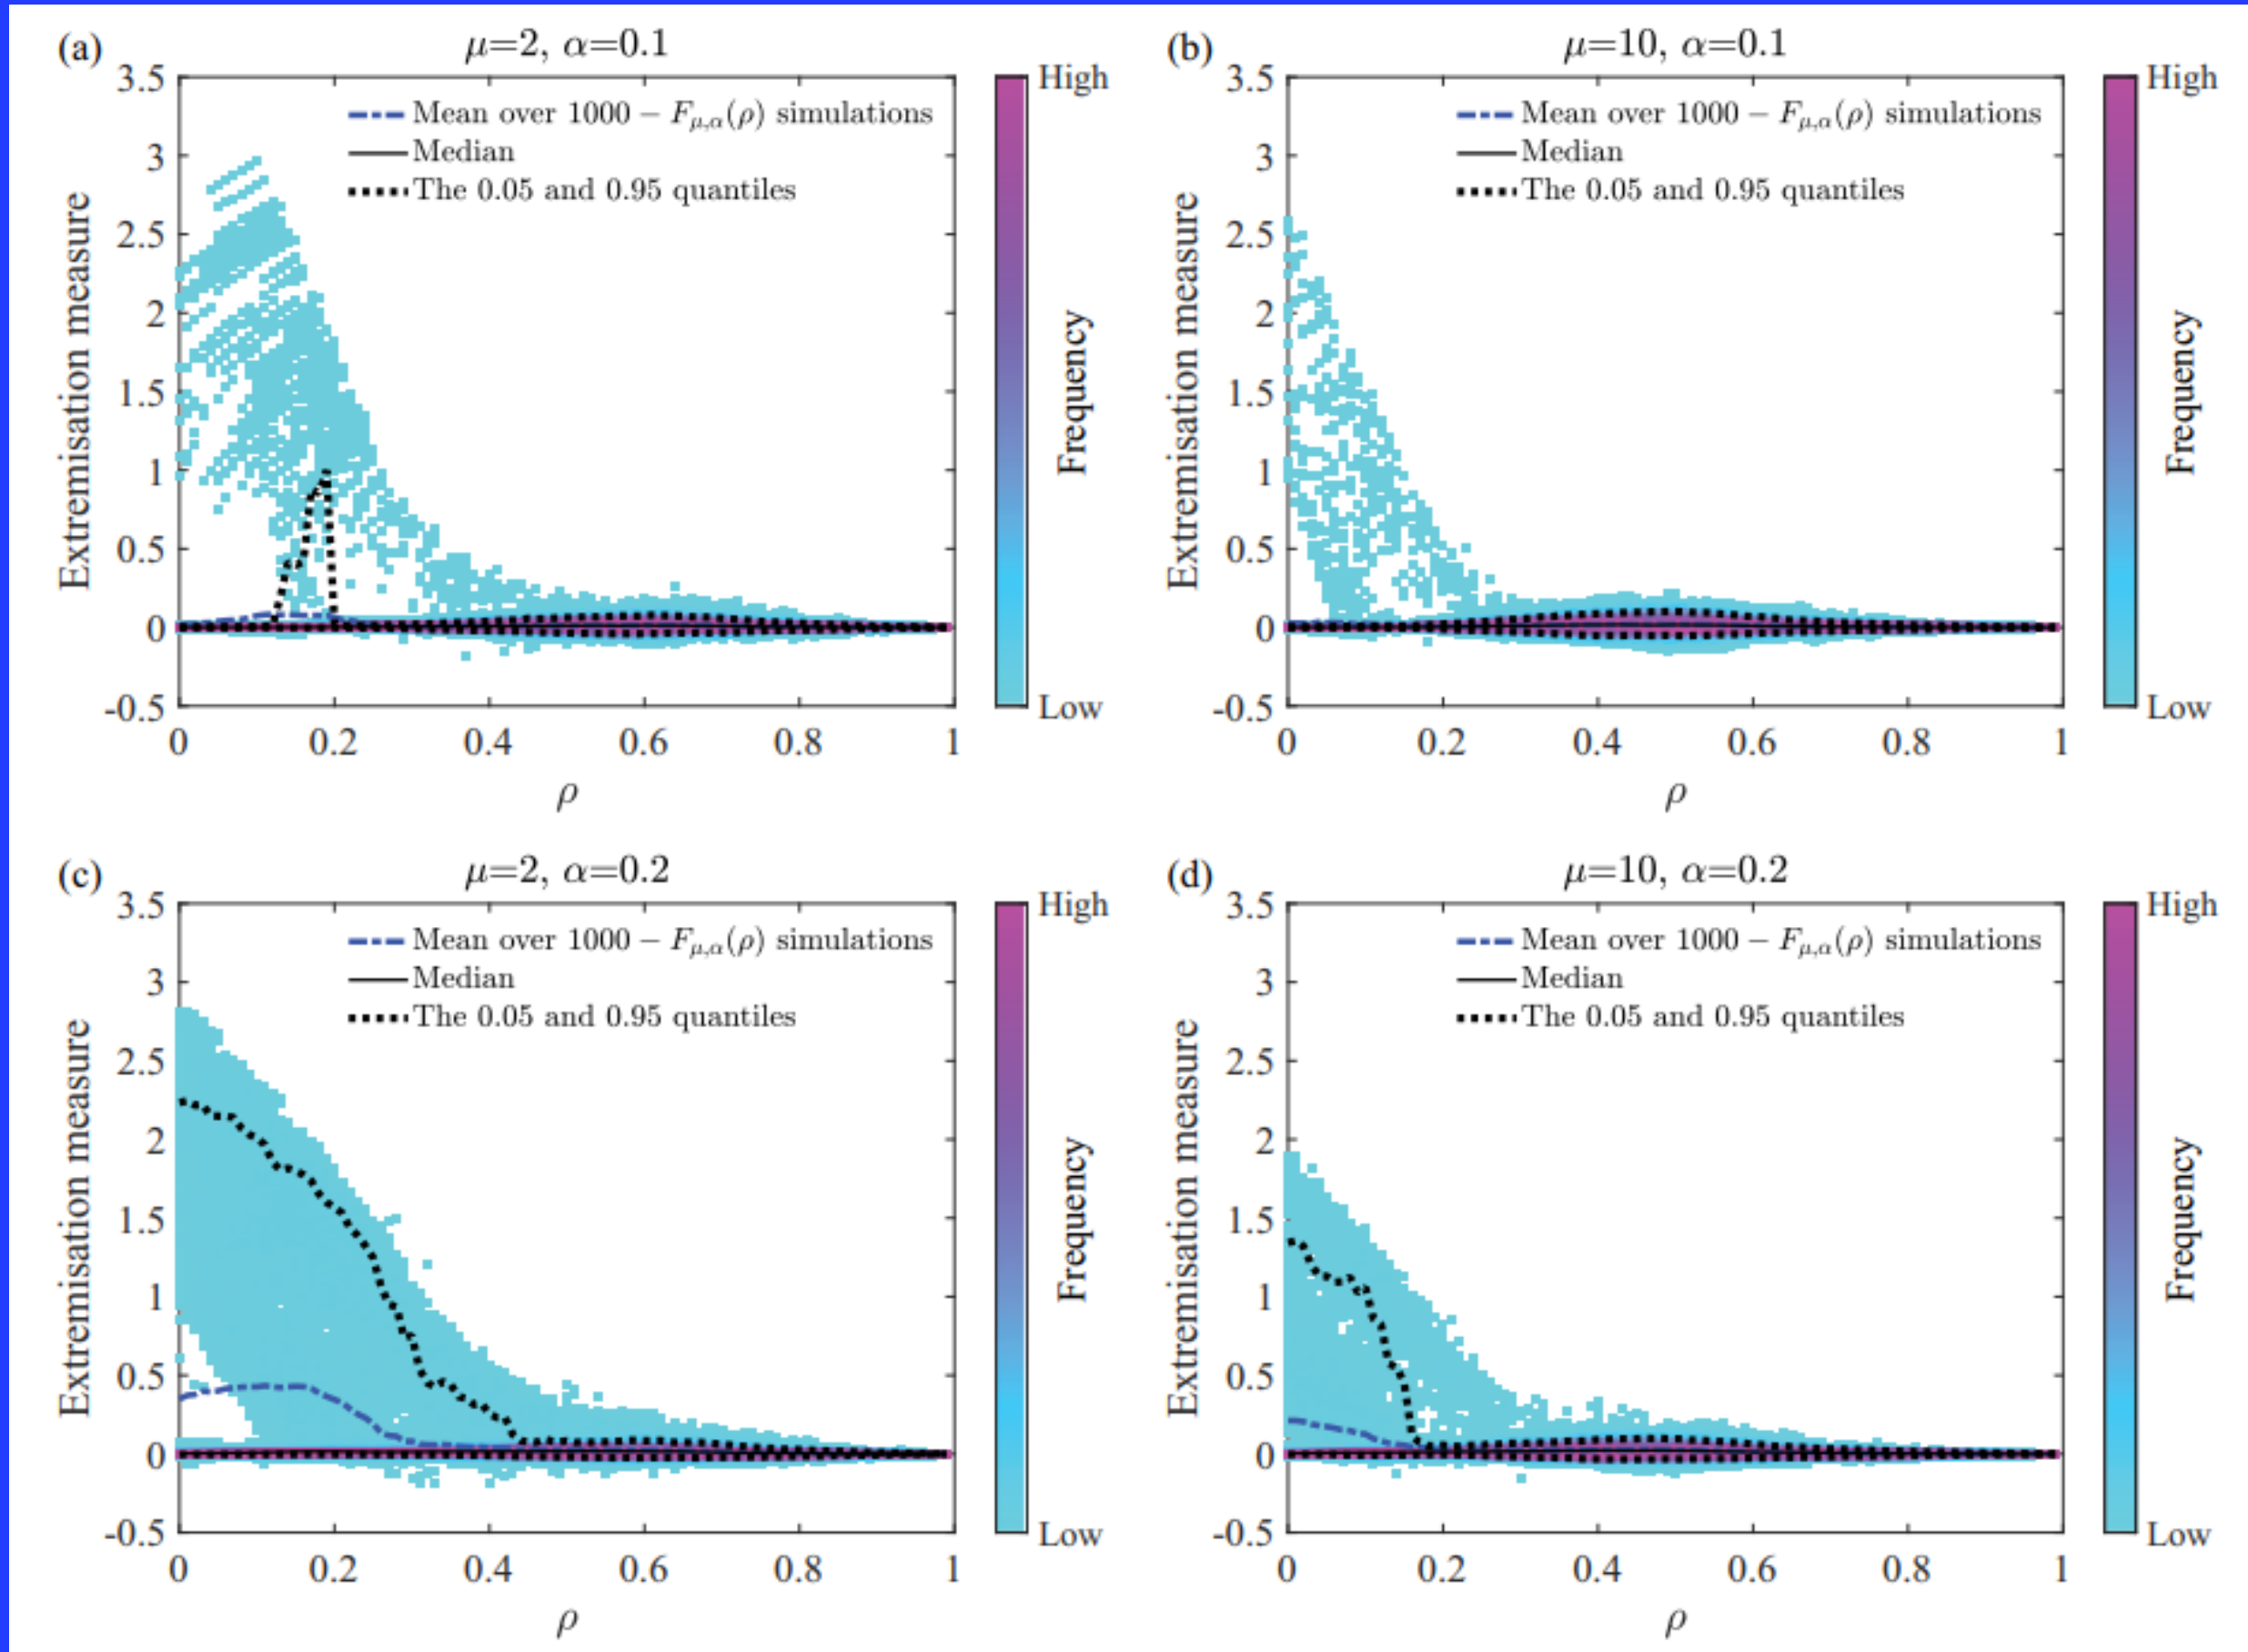 (a)
μ=2, α=0.1
3.5
3
2.5
2
1.5
1
0.5
0
-0.5
Extremisation measure
Mean over 1000 − F_{μ,α}(ρ) simulations
Median
The 0.05 and 0.95 quantiles
0 0.2 0.4 0.6 0.8 1
ρ
High
Frequency
Low
(b)
μ=10, α=0.1
3.5
3
2.5
2
1.5
1
0.5
0
-0.5
Extremisation measure
Mean over 1000 − F_{μ,α}(ρ) simulations
Median
The 0.05 and 0.95 quantiles
0 0.2 0.4 0.6 0.8 1
ρ
High
Frequency
Low
(c)
μ=2, α=0.2
3.5
3
2.5
2
1.5
1
0.5
0
-0.5
Extremisation measure
Mean over 1000 − F_{μ,α}(ρ) simulations
Median
The 0.05 and 0.95 quantiles
0 0.2 0.4 0.6 0.8 1
ρ
High
Frequency
Low
(d)
μ=10, α=0.2
3.5
3
2.5
2
1.5
1
0.5
0
-0.5
Extremisation measure
Mean over 1000 − F_{μ,α}(ρ) simulations
Median
The 0.05 and 0.95 quantiles
0 0.2 0.4 0.6 0.8 1
ρ
High
Frequency
Low